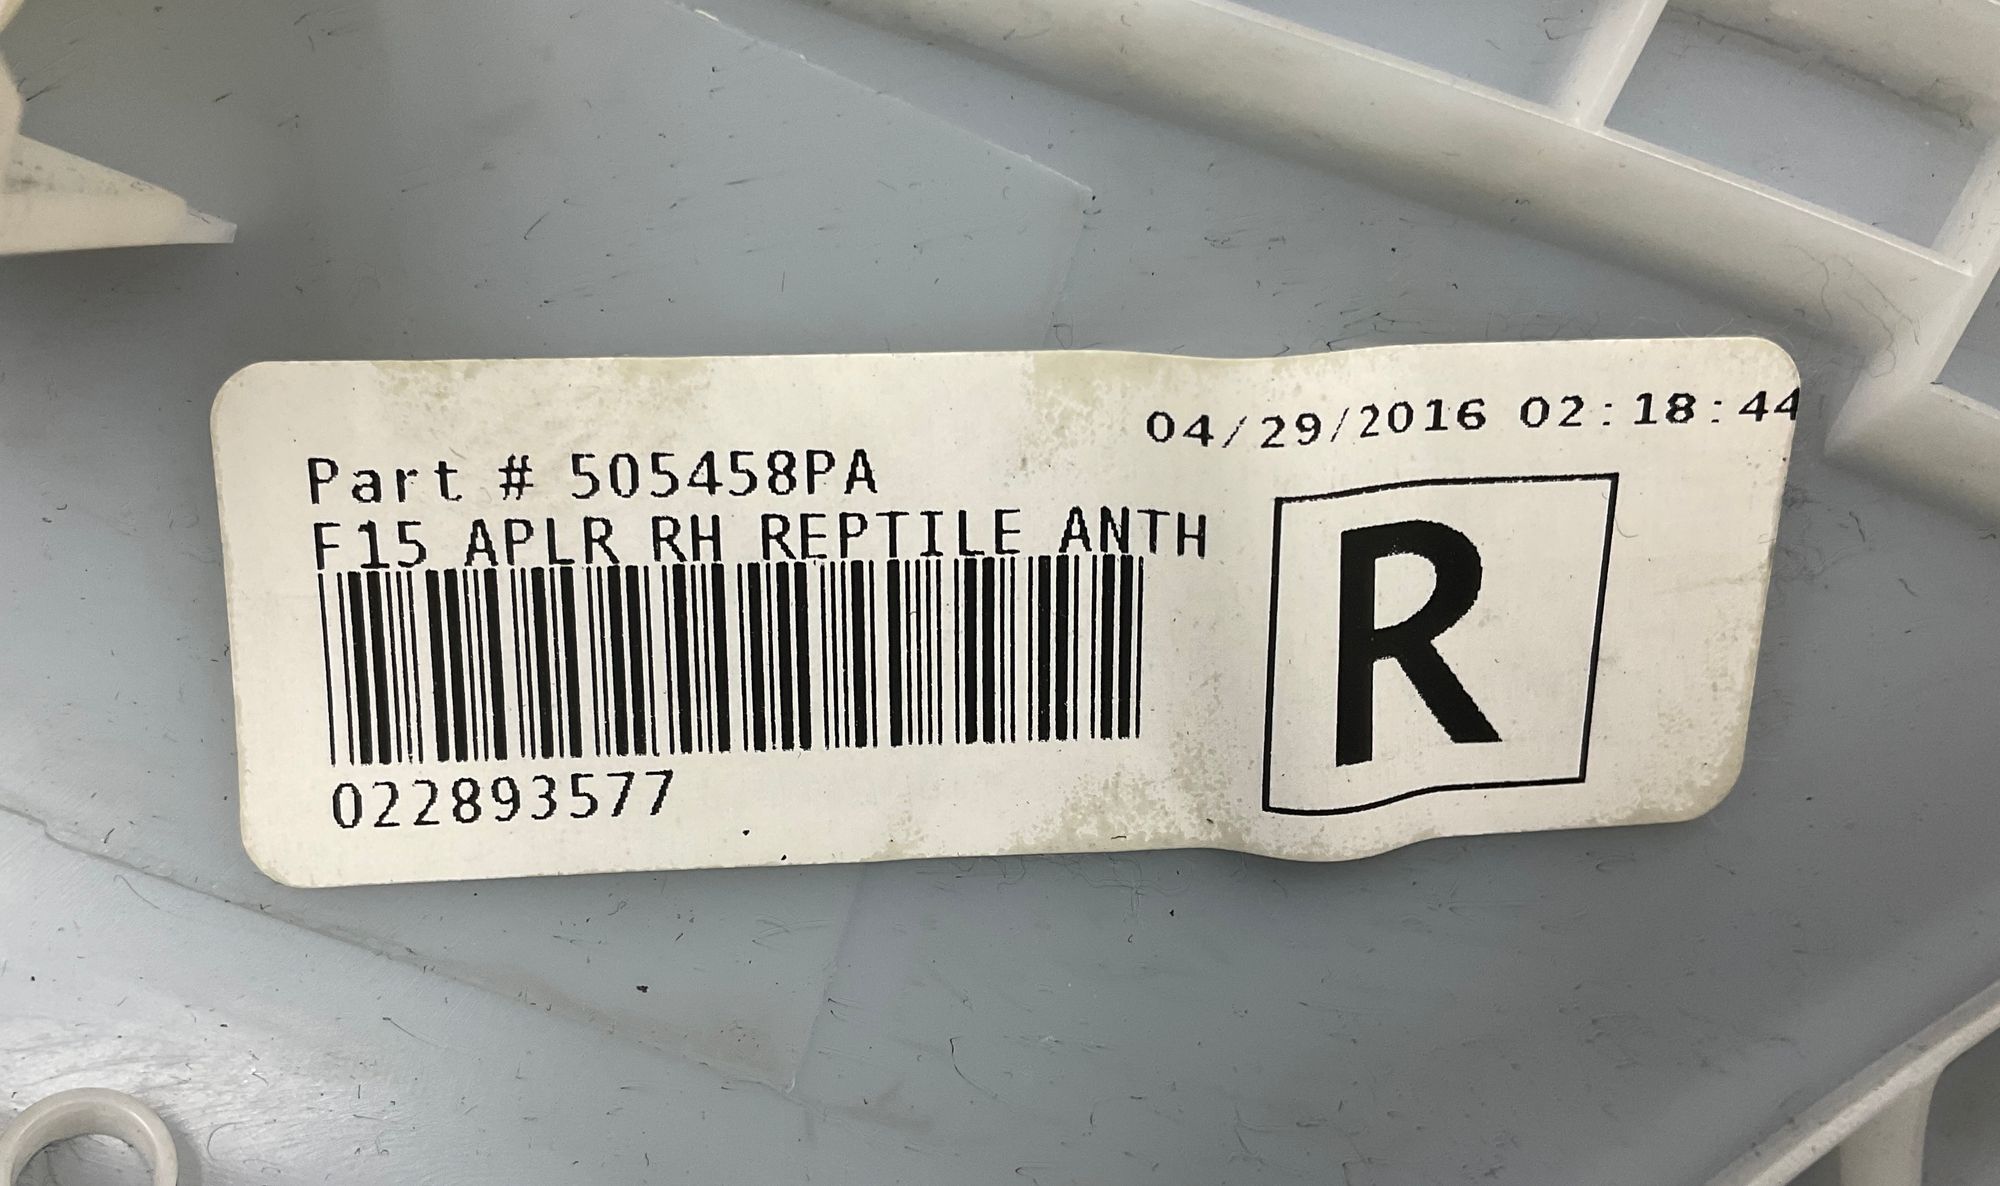 04/29/2016 02:18:44
Part # 505458PA
F15 APLR RH REPTILE ANTH
R
022893577